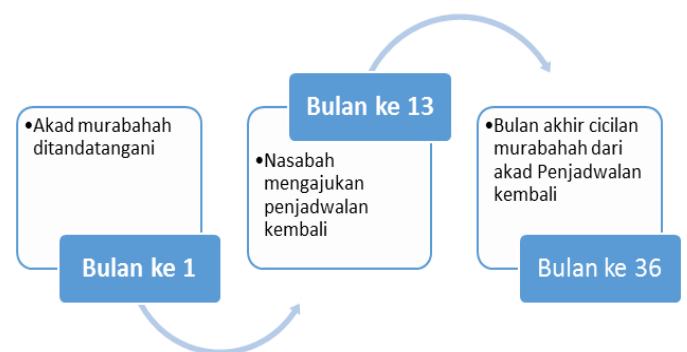 •Akad murabahah
ditandatangani
Bulan ke 1
Bulan ke 13
•Nasabah
mengajukan
penjadwalan
kembali
•Bulan akhir cicilan
murabahah dari
akad Penjadwalan
kembali
Bulan ke 36